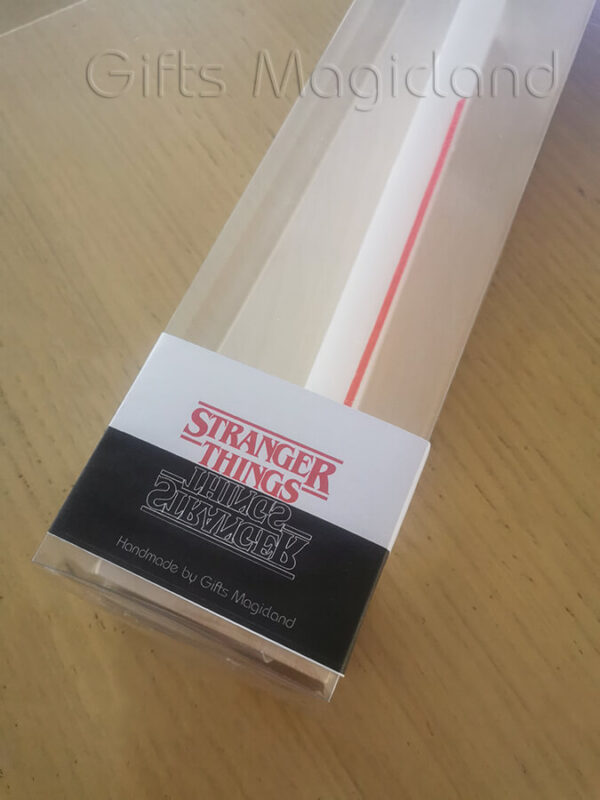 Gifts Magicland
STRANGER
THINGS
THINGS
STRANGER
Handmade by Gifts Magicland